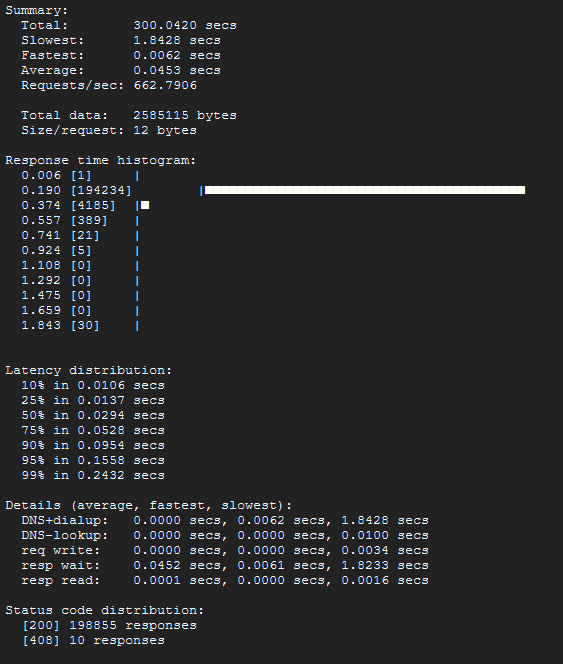 Summary:
Total: 300.0420 secs
Slowest: 1.8428 secs
Fastest: 0.0062 secs
Average: 0.0453 secs
Requests/sec: 662.7906
Total data: 2585115 bytes
Size/request: 12 bytes
Response time histogram:
0.006 [1] |
0.190 [194234] |■■■■■■■■■■■■■■■■■■■■■■■■■■■■■■■■■■■■■■■■
0.374 [4185] |■
0.557 [389] |
0.741 [21] |
0.924 [5] |
1.108 [0] |
1.292 [0] |
1.475 [0] |
1.659 [0] |
1.843 [30] |
Latency distribution:
10% in 0.0106 secs
25% in 0.0137 secs
50% in 0.0294 secs
75% in 0.0528 secs
90% in 0.0954 secs
95% in 0.1558 secs
99% in 0.2432 secs
Details (average, fastest, slowest):
DNS+dialup: 0.0000 secs, 0.0062 secs, 1.8428 secs
DNS-lookup: 0.0000 secs, 0.0000 secs, 0.0100 secs
req write: 0.0000 secs, 0.0000 secs, 0.0034 secs
resp wait: 0.0452 secs, 0.0061 secs, 1.8233 secs
resp read: 0.0001 secs, 0.0000 secs, 0.0016 secs
Status code distribution:
[200] 198855 responses
[408] 10 responses